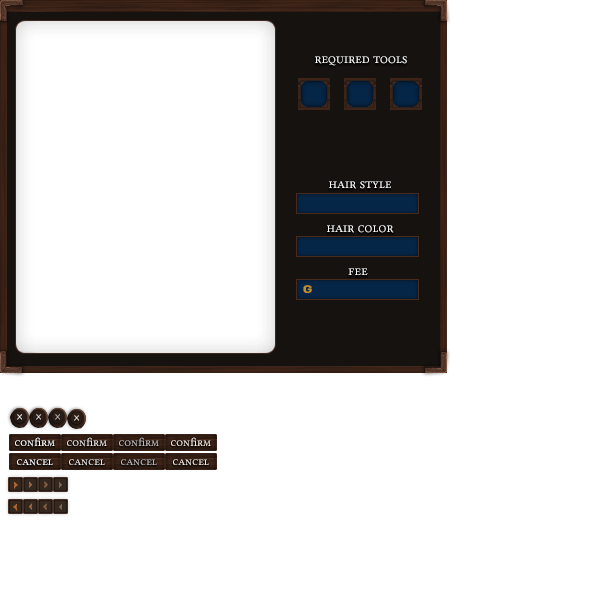 REQUIRED TOOLS
HAIR STYLE
HAIR COLOR
FEE
G
× × × ×
CONfIRM CONfIRM CONfIRM CONfIRM
CANCEL CANCEL CANCEL CANCEL